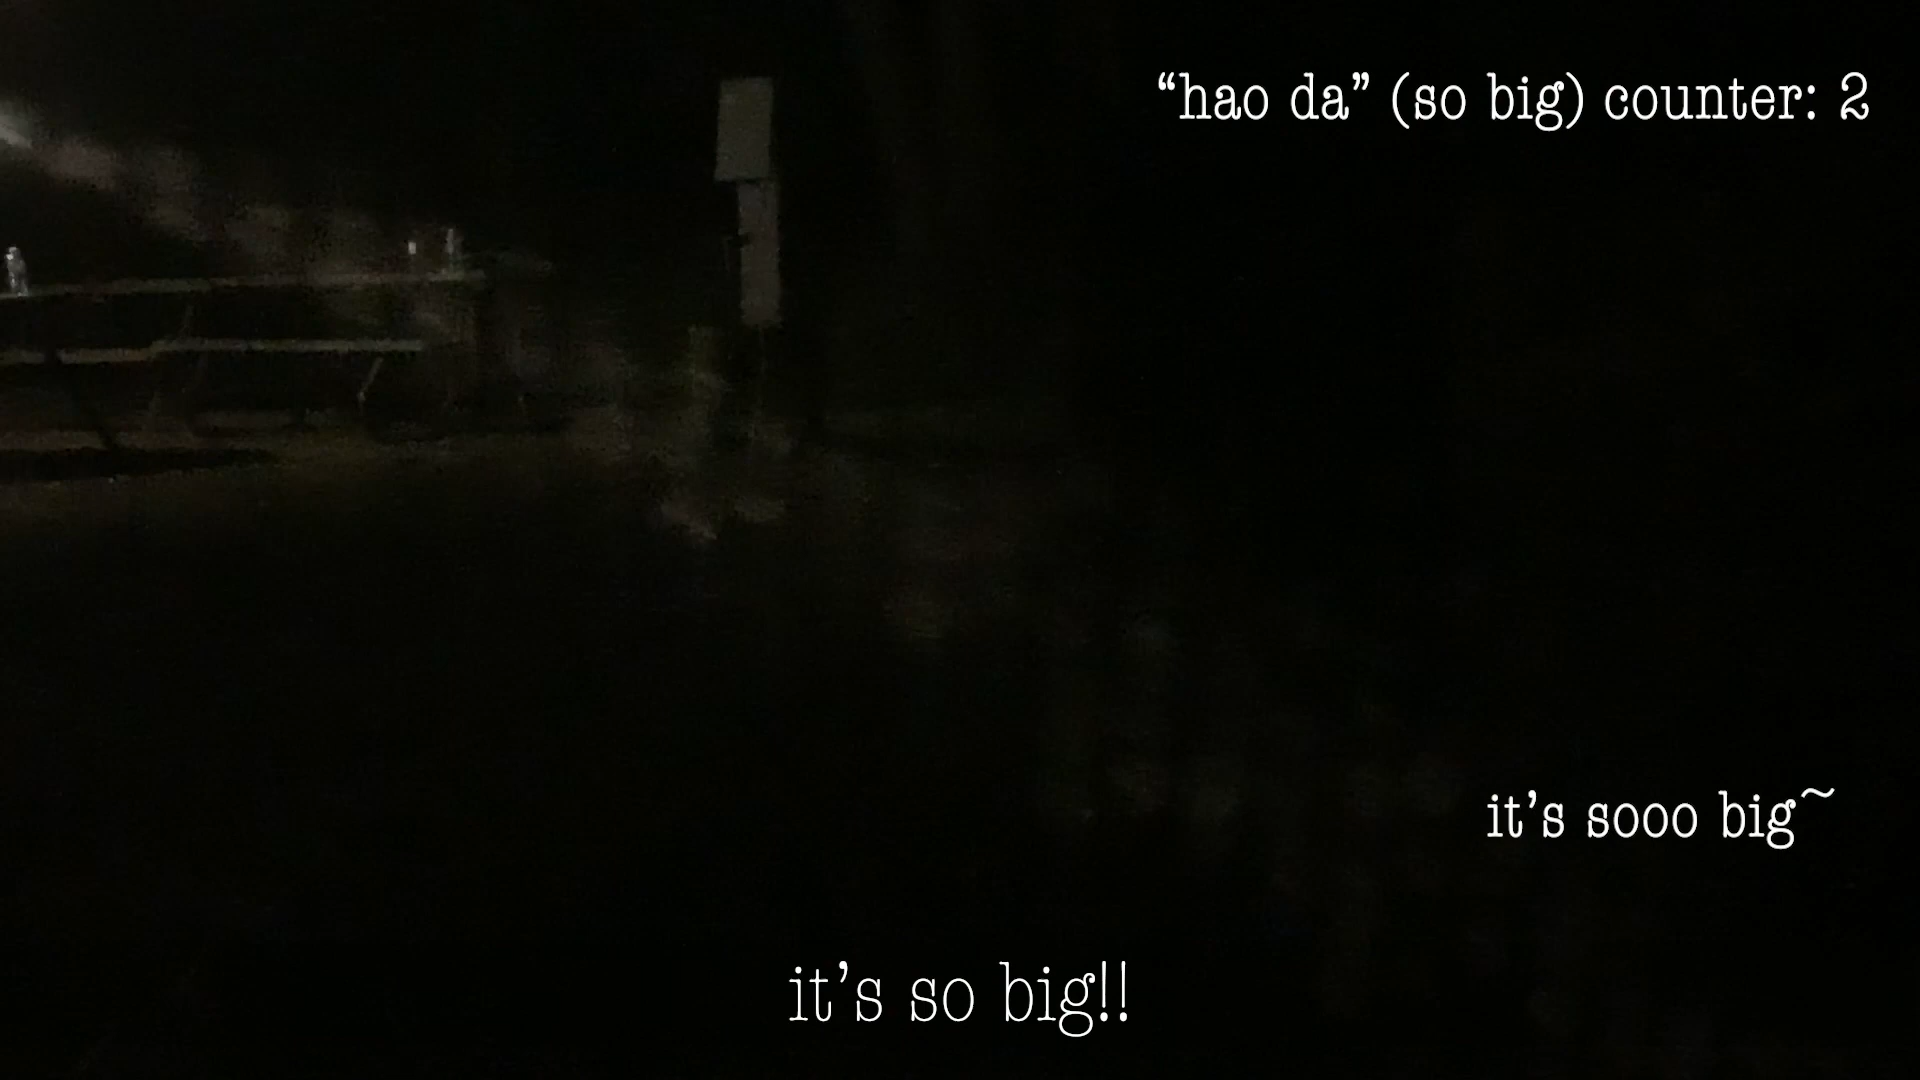 “hao da” (so big) counter: 2
it’s sooo big~
it’s so big!!